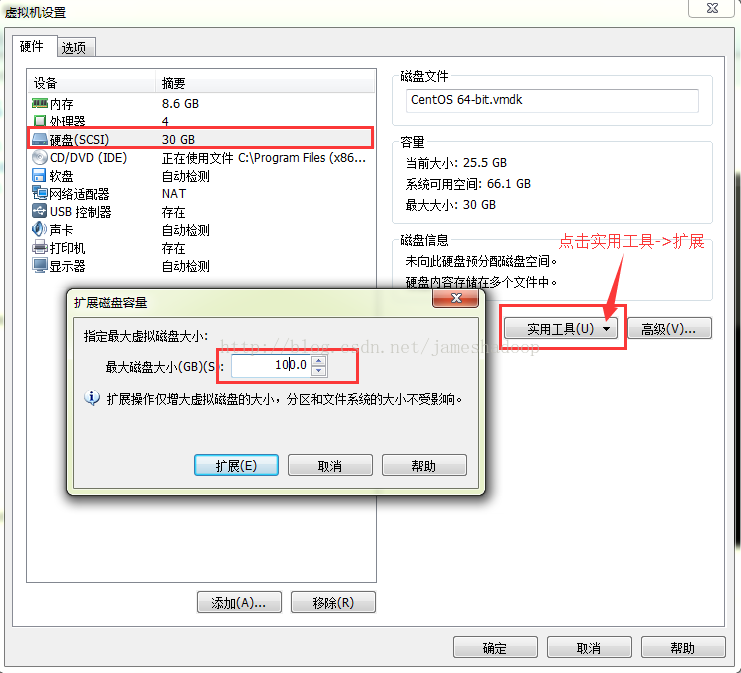 虚拟机设置
硬件 选项
设备 摘要
内存 8.6 GB
处理器 4
硬盘(SCSI) 30 GB
CD/DVD (IDE) 正在使用文件 C:\Program Files (x86...
软盘 自动检测
网络适配器 NAT
USB 控制器 存在
声卡 自动检测
打印机 存在
显示器 自动检测
磁盘文件
CentOS 64-bit.vmdk
容量
当前大小: 25.5 GB
系统可用空间: 66.1 GB
最大大小: 30 GB
磁盘信息
点击实用工具->扩展
未向此硬盘预分配磁盘空间。
硬盘内容存储在多个文件中。
实用工具(U) 高级(V)...
扩展磁盘容量
指定最大虚拟磁盘大小:
http://blog.csdn.net/jameshadoop
最大磁盘大小(GB)(S): 100.0
扩展操作仅增大虚拟磁盘的大小，分区和文件系统的大小不受影响。
扩展(E) 取消 帮助
添加(A)... 移除(R)
确定 取消 帮助